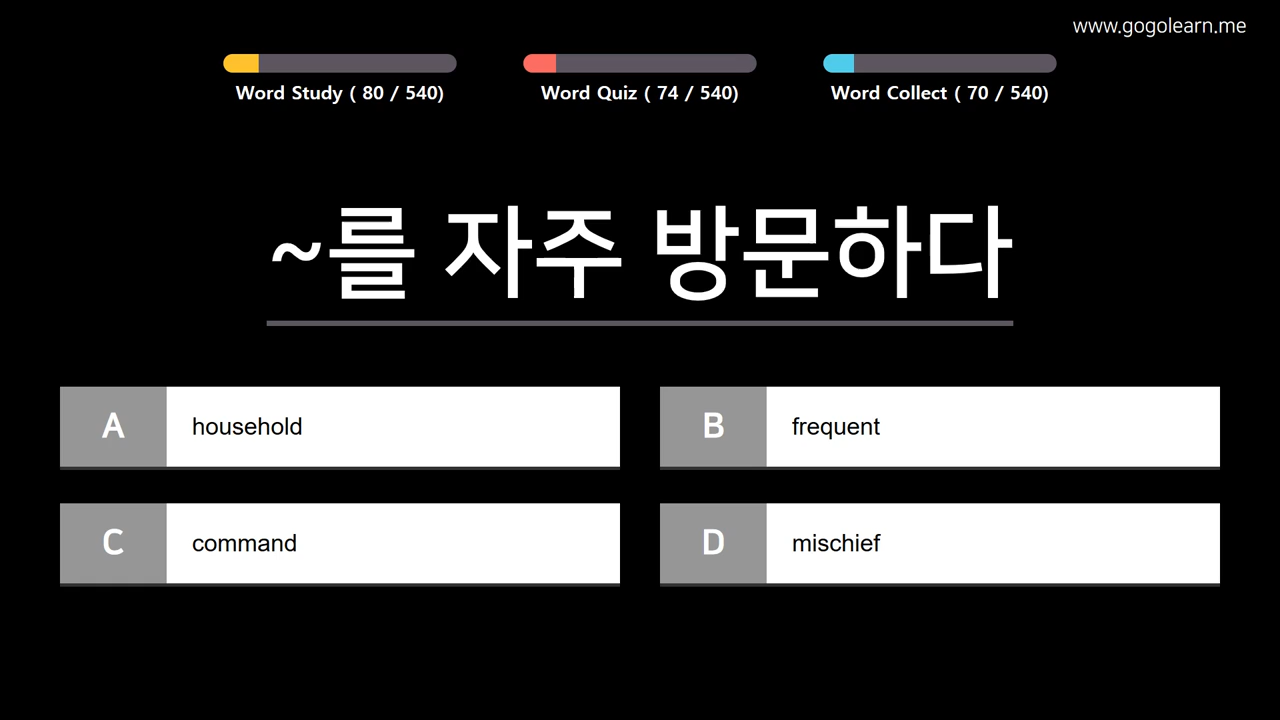 www.gogolearn.me
Word Study ( 80 / 540)
Word Quiz ( 74 / 540)
Word Collect ( 70 / 540)
~를 자주 방문하다
A household
B frequent
C command
D mischief